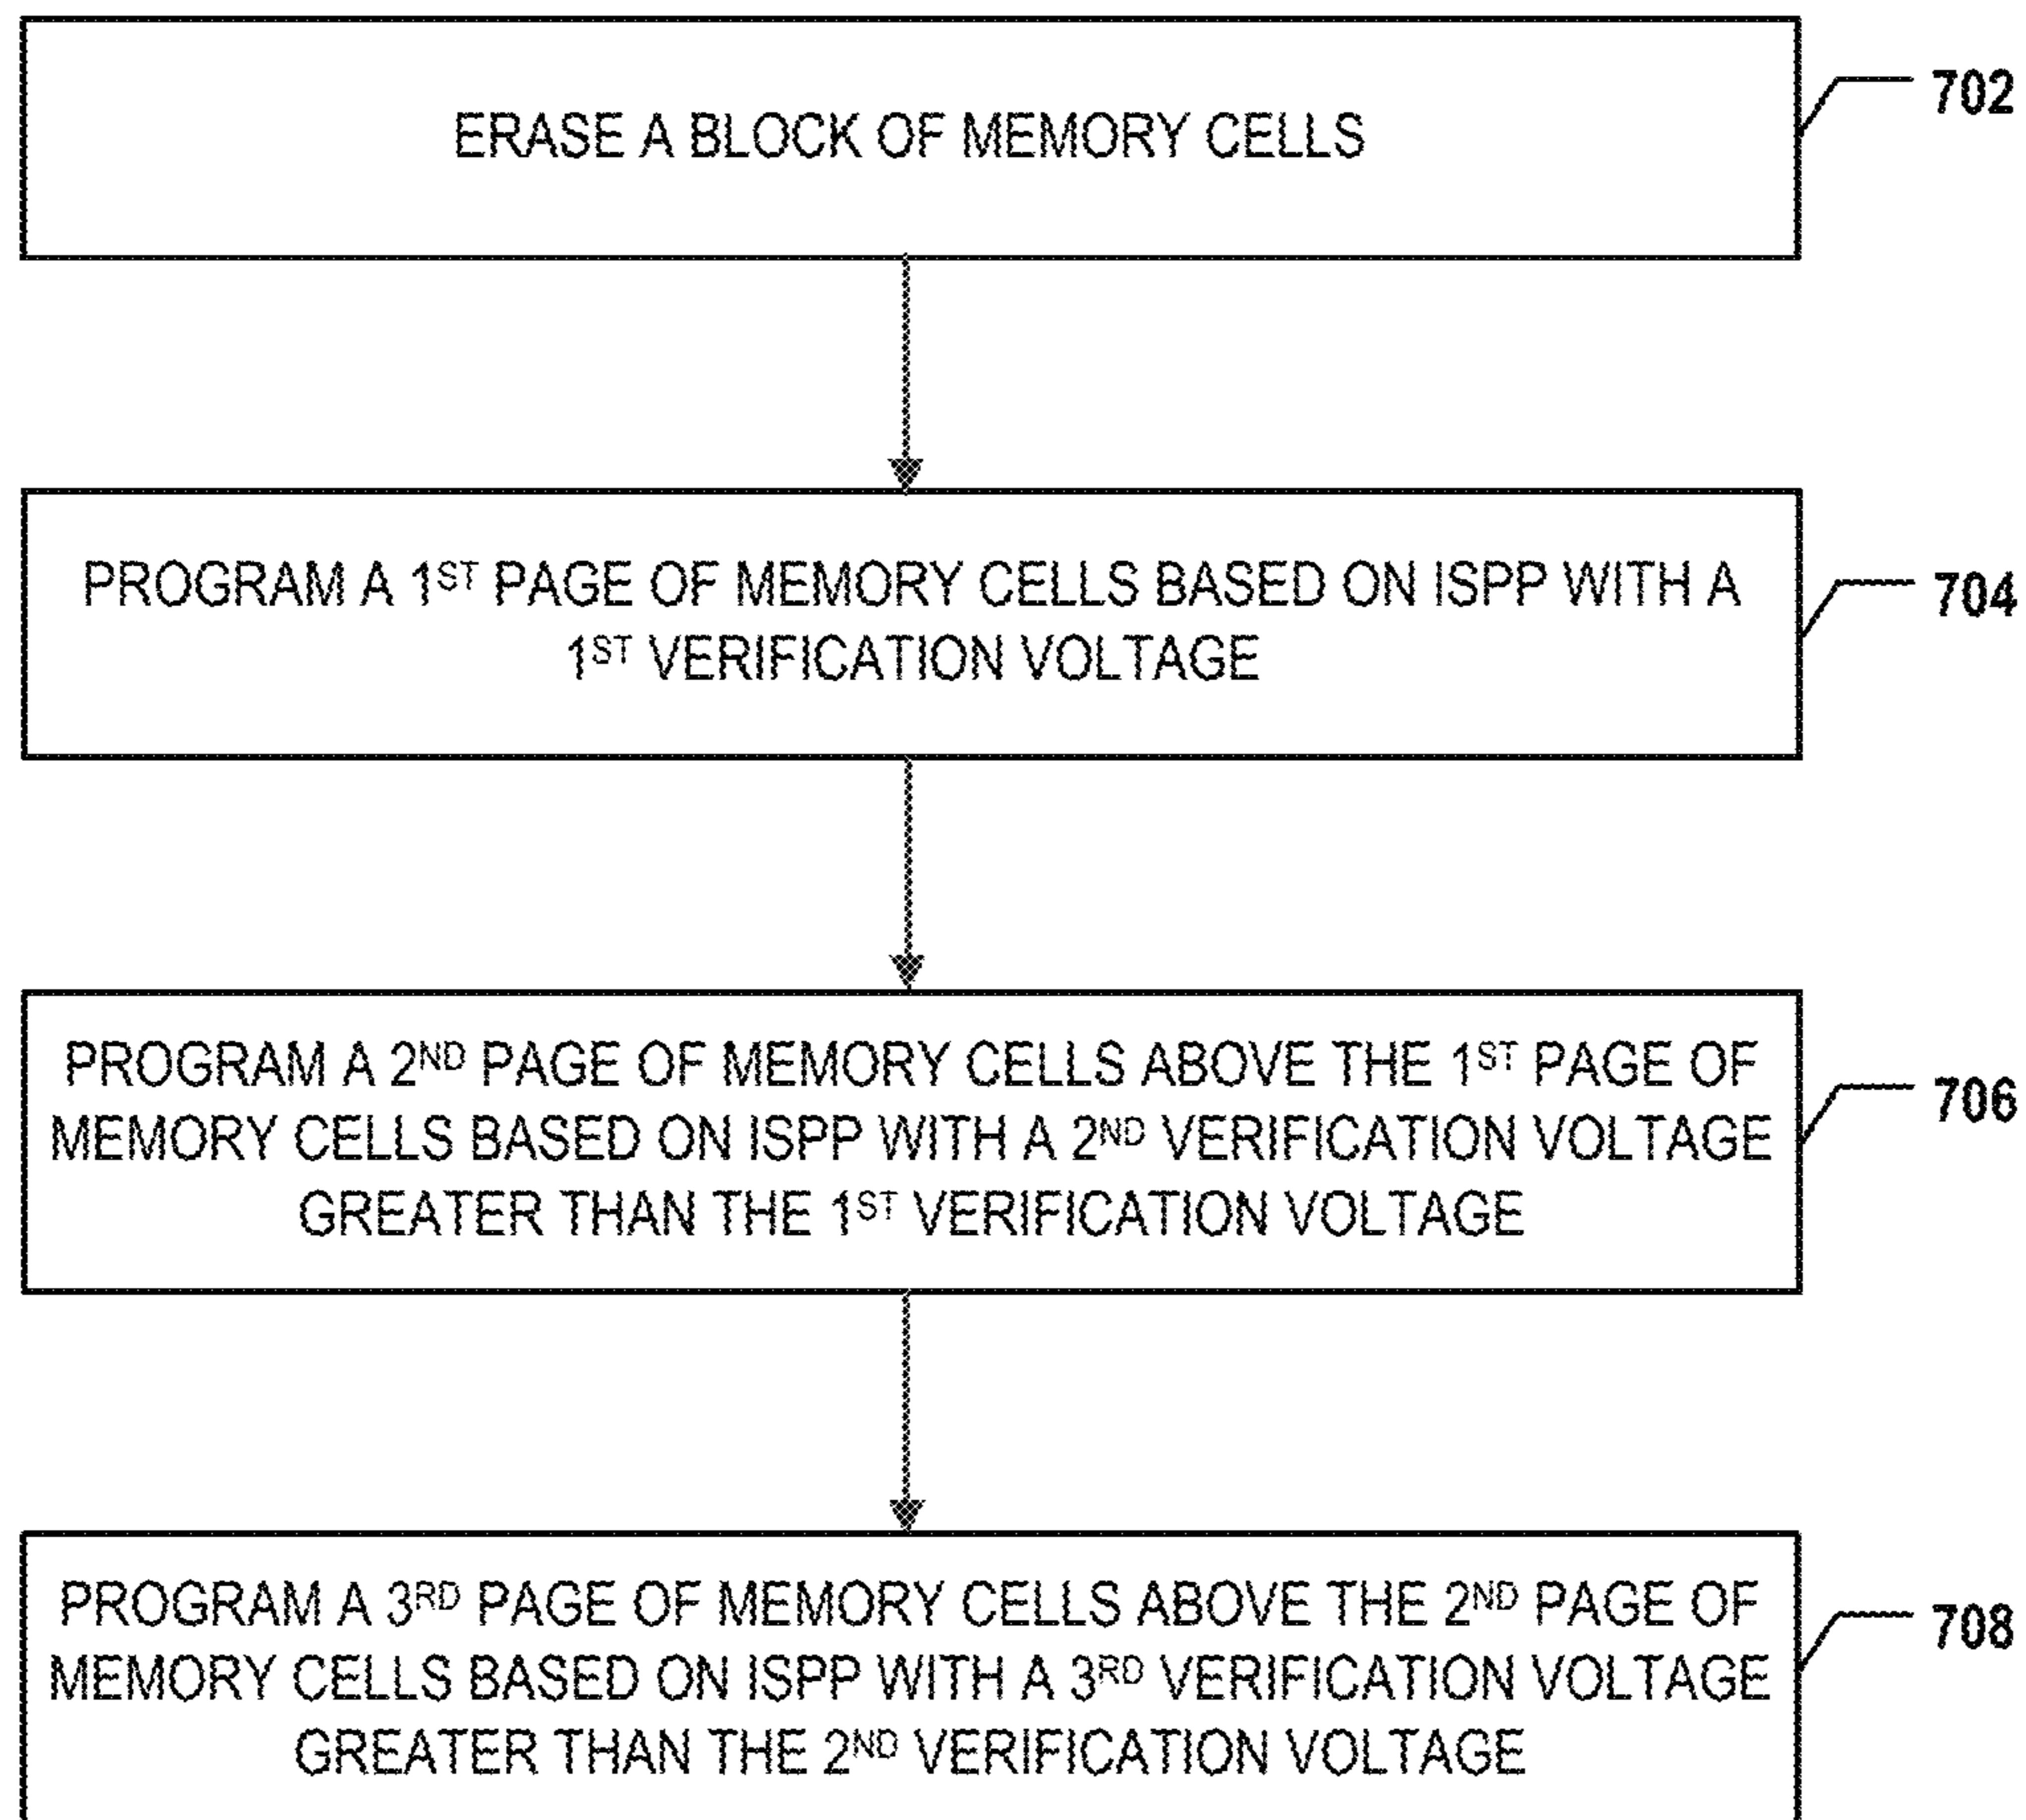 ERASE A BLOCK OF MEMORY CELLS
702
PROGRAM A 1ST PAGE OF MEMORY CELLS BASED ON ISPP WITH A
1ST VERIFICATION VOLTAGE
704
PROGRAM A 2ND PAGE OF MEMORY CELLS ABOVE THE 1ST PAGE OF
MEMORY CELLS BASED ON ISPP WITH A 2ND VERIFICATION VOLTAGE
GREATER THAN THE 1ST VERIFICATION VOLTAGE
706
PROGRAM A 3RD PAGE OF MEMORY CELLS ABOVE THE 2ND PAGE OF
MEMORY CELLS BASED ON ISPP WITH A 3RD VERIFICATION VOLTAGE
GREATER THAN THE 2ND VERIFICATION VOLTAGE
708